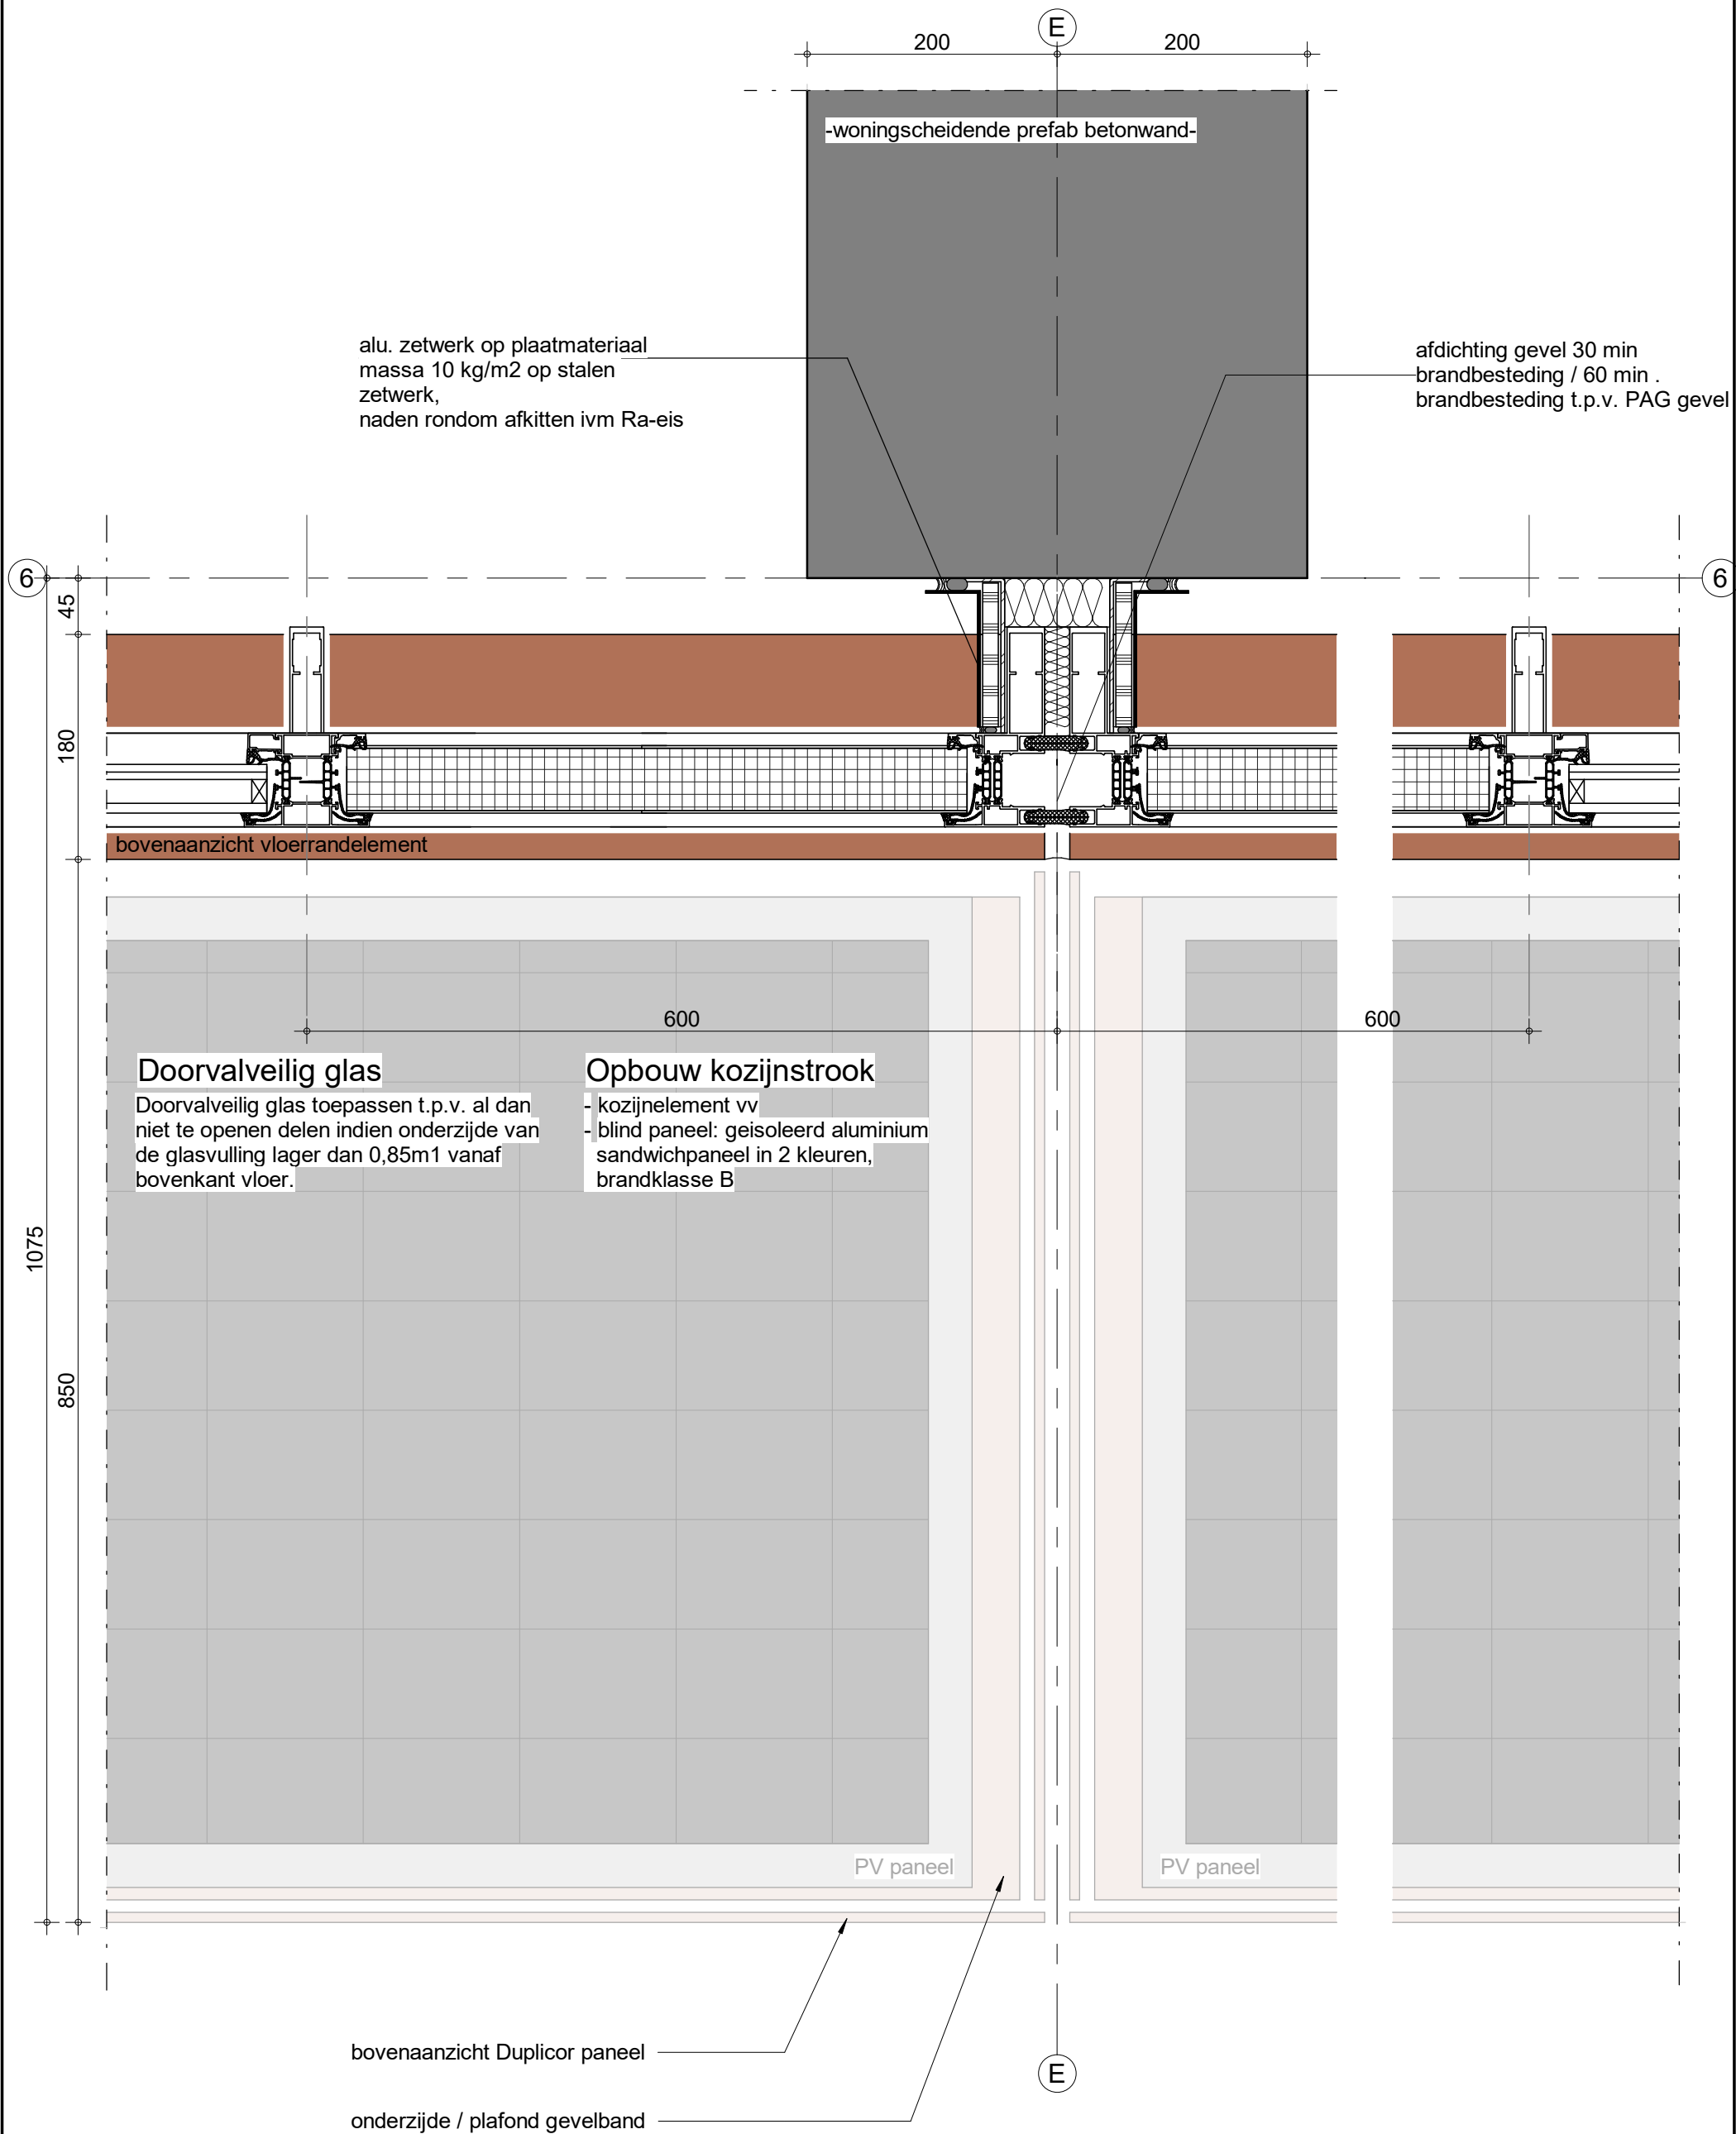 E
200
200
-woningscheidende prefab betonwand-
alu. zetwerk op plaatmateriaal
massa 10 kg/m2 op stalen
zetwerk,
naden rondom afkitten ivm Ra-eis
afdichting gevel 30 min
brandbesteding / 60 min .
brandbesteding t.p.v. PAG gevel
6
6
45
180
bovenaanzicht vloerrandelement
600
600
Doorvalveilig glas
Doorvalveilig glas toepassen t.p.v. al dan
niet te openen delen indien onderzijde van
de glasvulling lager dan 0,85m1 vanaf
bovenkant vloer.
Opbouw kozijnstrook
- kozijnelement vv
- blind paneel: geisoleerd aluminium
sandwichpaneel in 2 kleuren,
brandklasse B
1075
850
PV paneel
PV paneel
bovenaanzicht Duplicor paneel
E
onderzijde / plafond gevelband